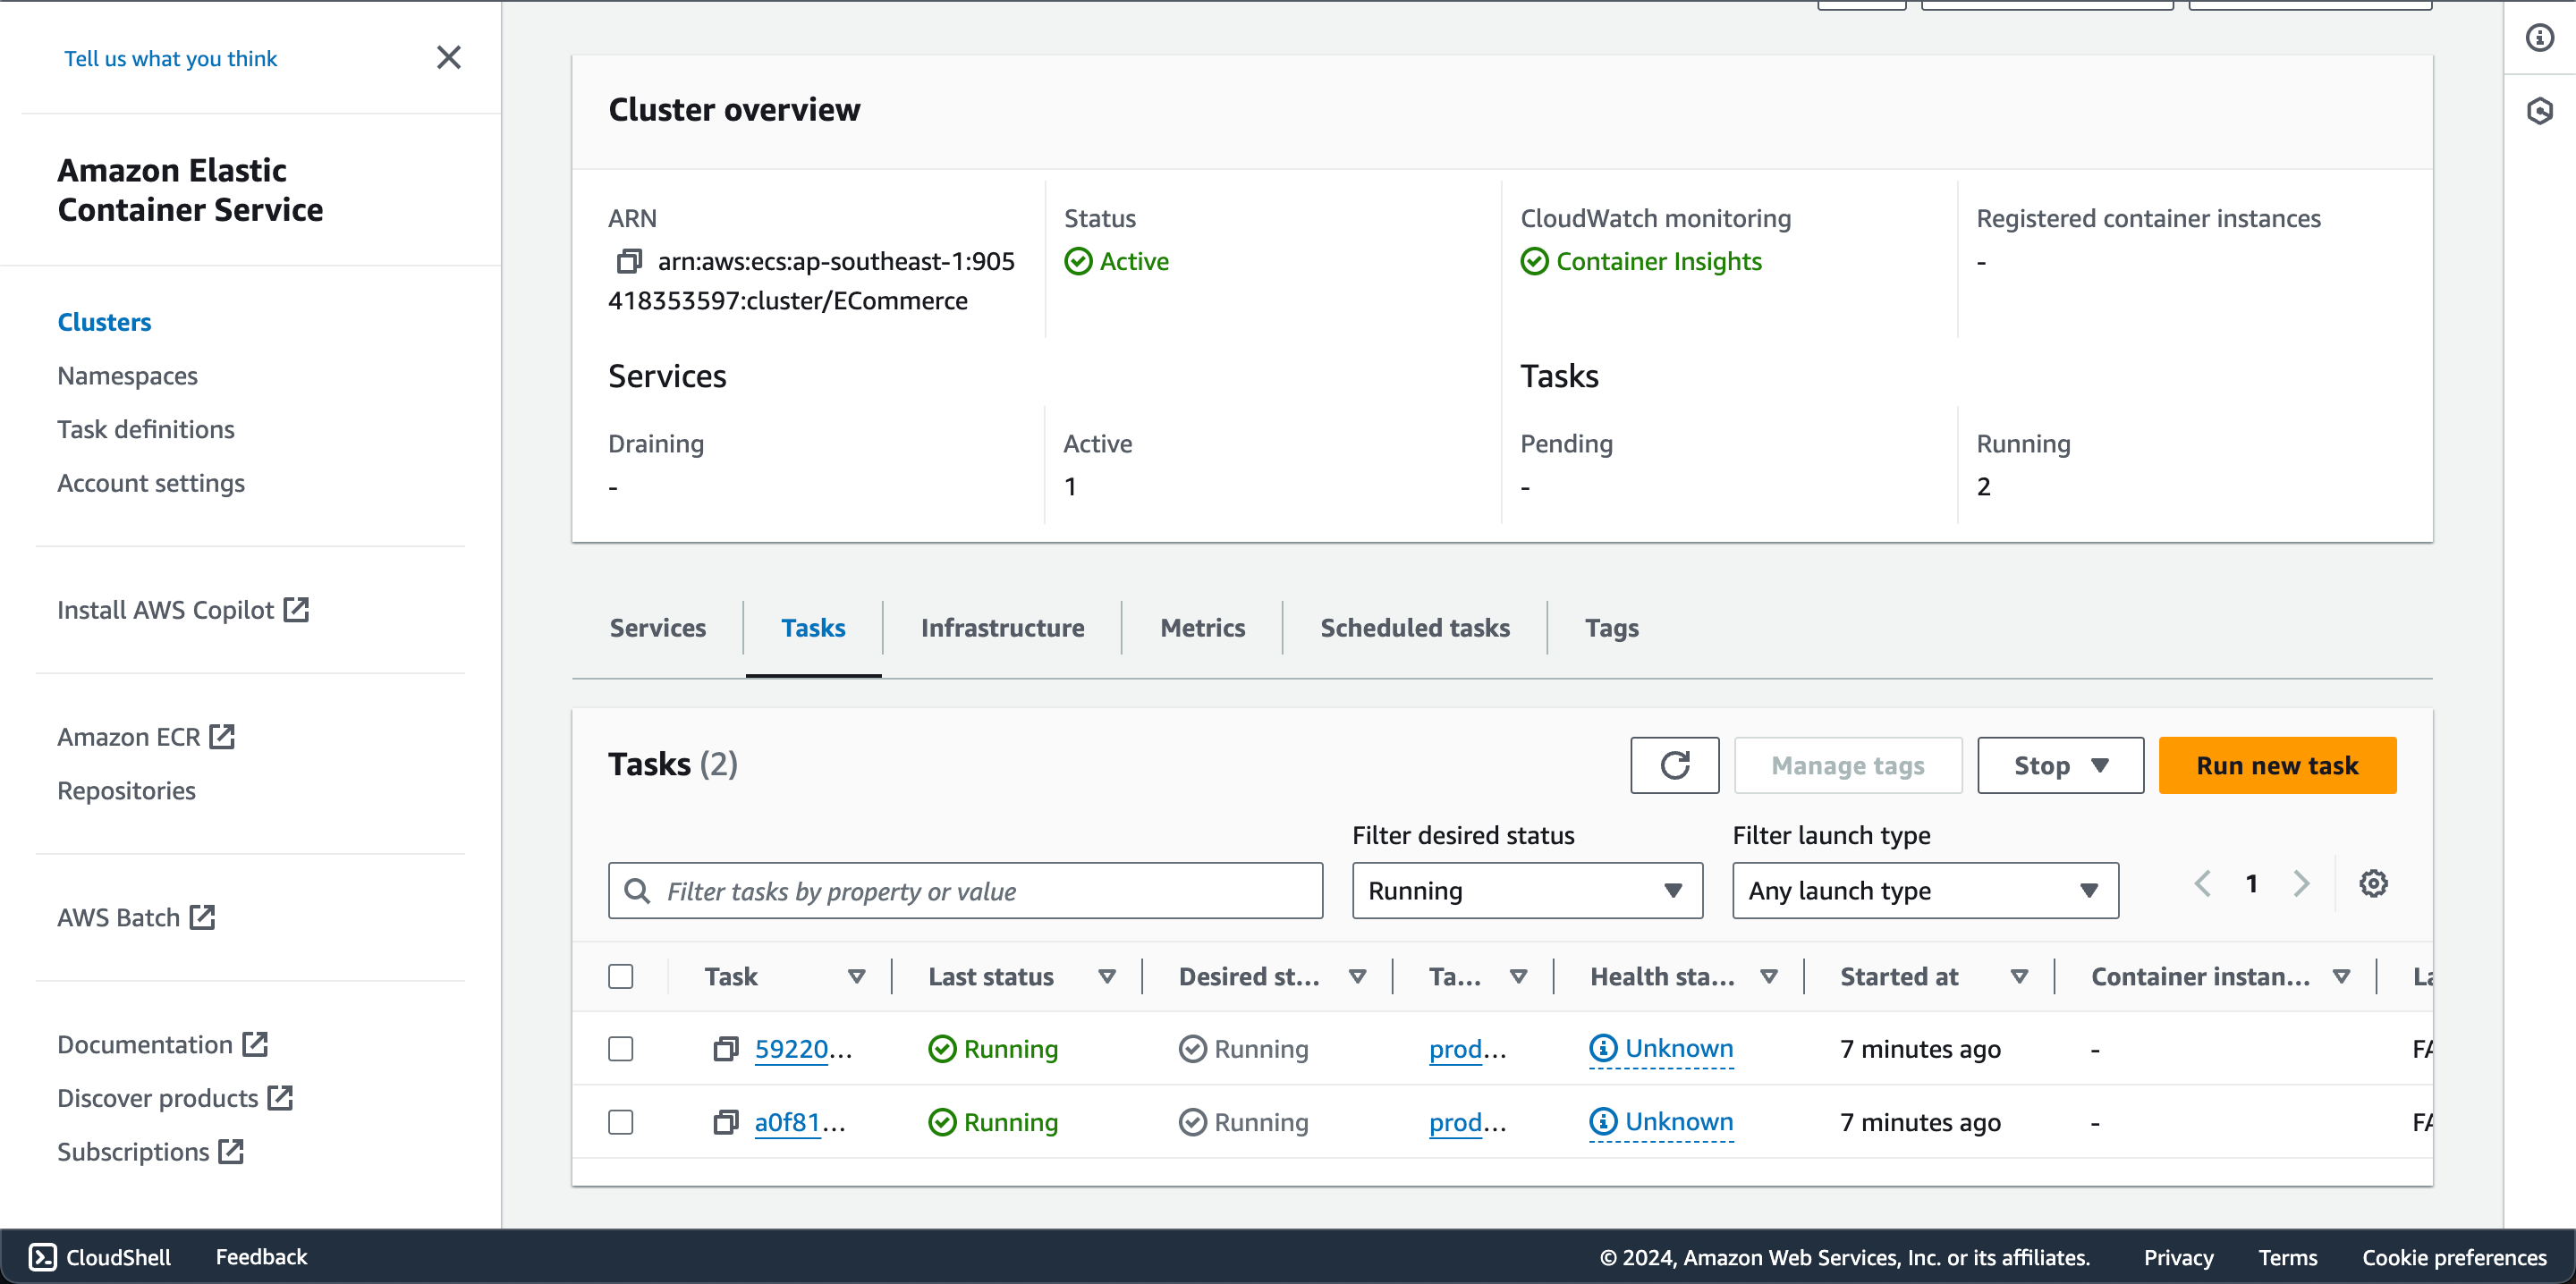 Tell us what you think
Amazon Elastic
Container Service
Clusters
Namespaces
Task definitions
Account settings
Install AWS Copilot
Amazon ECR
Repositories
AWS Batch
Documentation
Discover products
Subscriptions
Cluster overview
ARN
arn:aws:ecs:ap-southeast-1:905
418353597:cluster/ECommerce
Status
Active
CloudWatch monitoring
Container Insights
Registered container instances
-
Services
Tasks
Draining
-
Active
1
Pending
-
Running
2
Services Tasks Infrastructure Metrics Scheduled tasks Tags
Tasks (2)
Manage tags Stop Run new task
Filter desired status Filter launch type
Filter tasks by property or value Running Any launch type 1
Task Last status Desired st... Ta... Health sta... Started at Container instan... La
59220... Running Running prod... Unknown 7 minutes ago - FA
a0f81... Running Running prod... Unknown 7 minutes ago - FA
CloudShell Feedback © 2024, Amazon Web Services, Inc. or its affiliates. Privacy Terms Cookie preferences